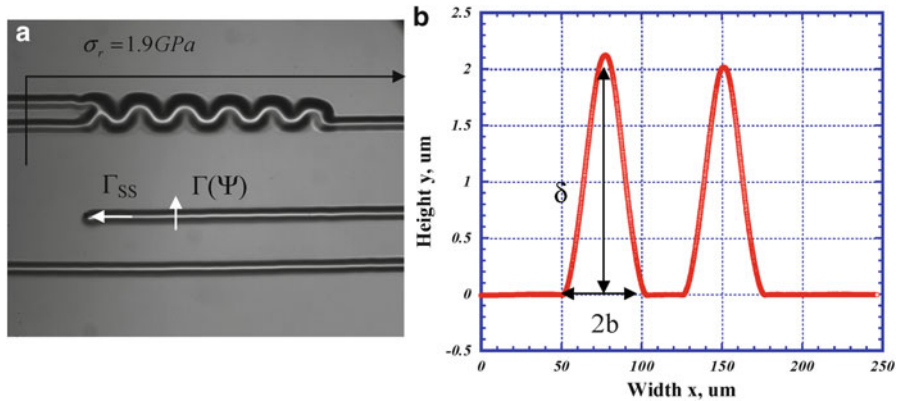 a
σr = 1.9GPa
ΓSS
Γ(Ψ)
b
Height y, um
2.5
2
1.5
1
0.5
0
-0.5
δ
2b
0
50
100
150
200
250
Width x, um